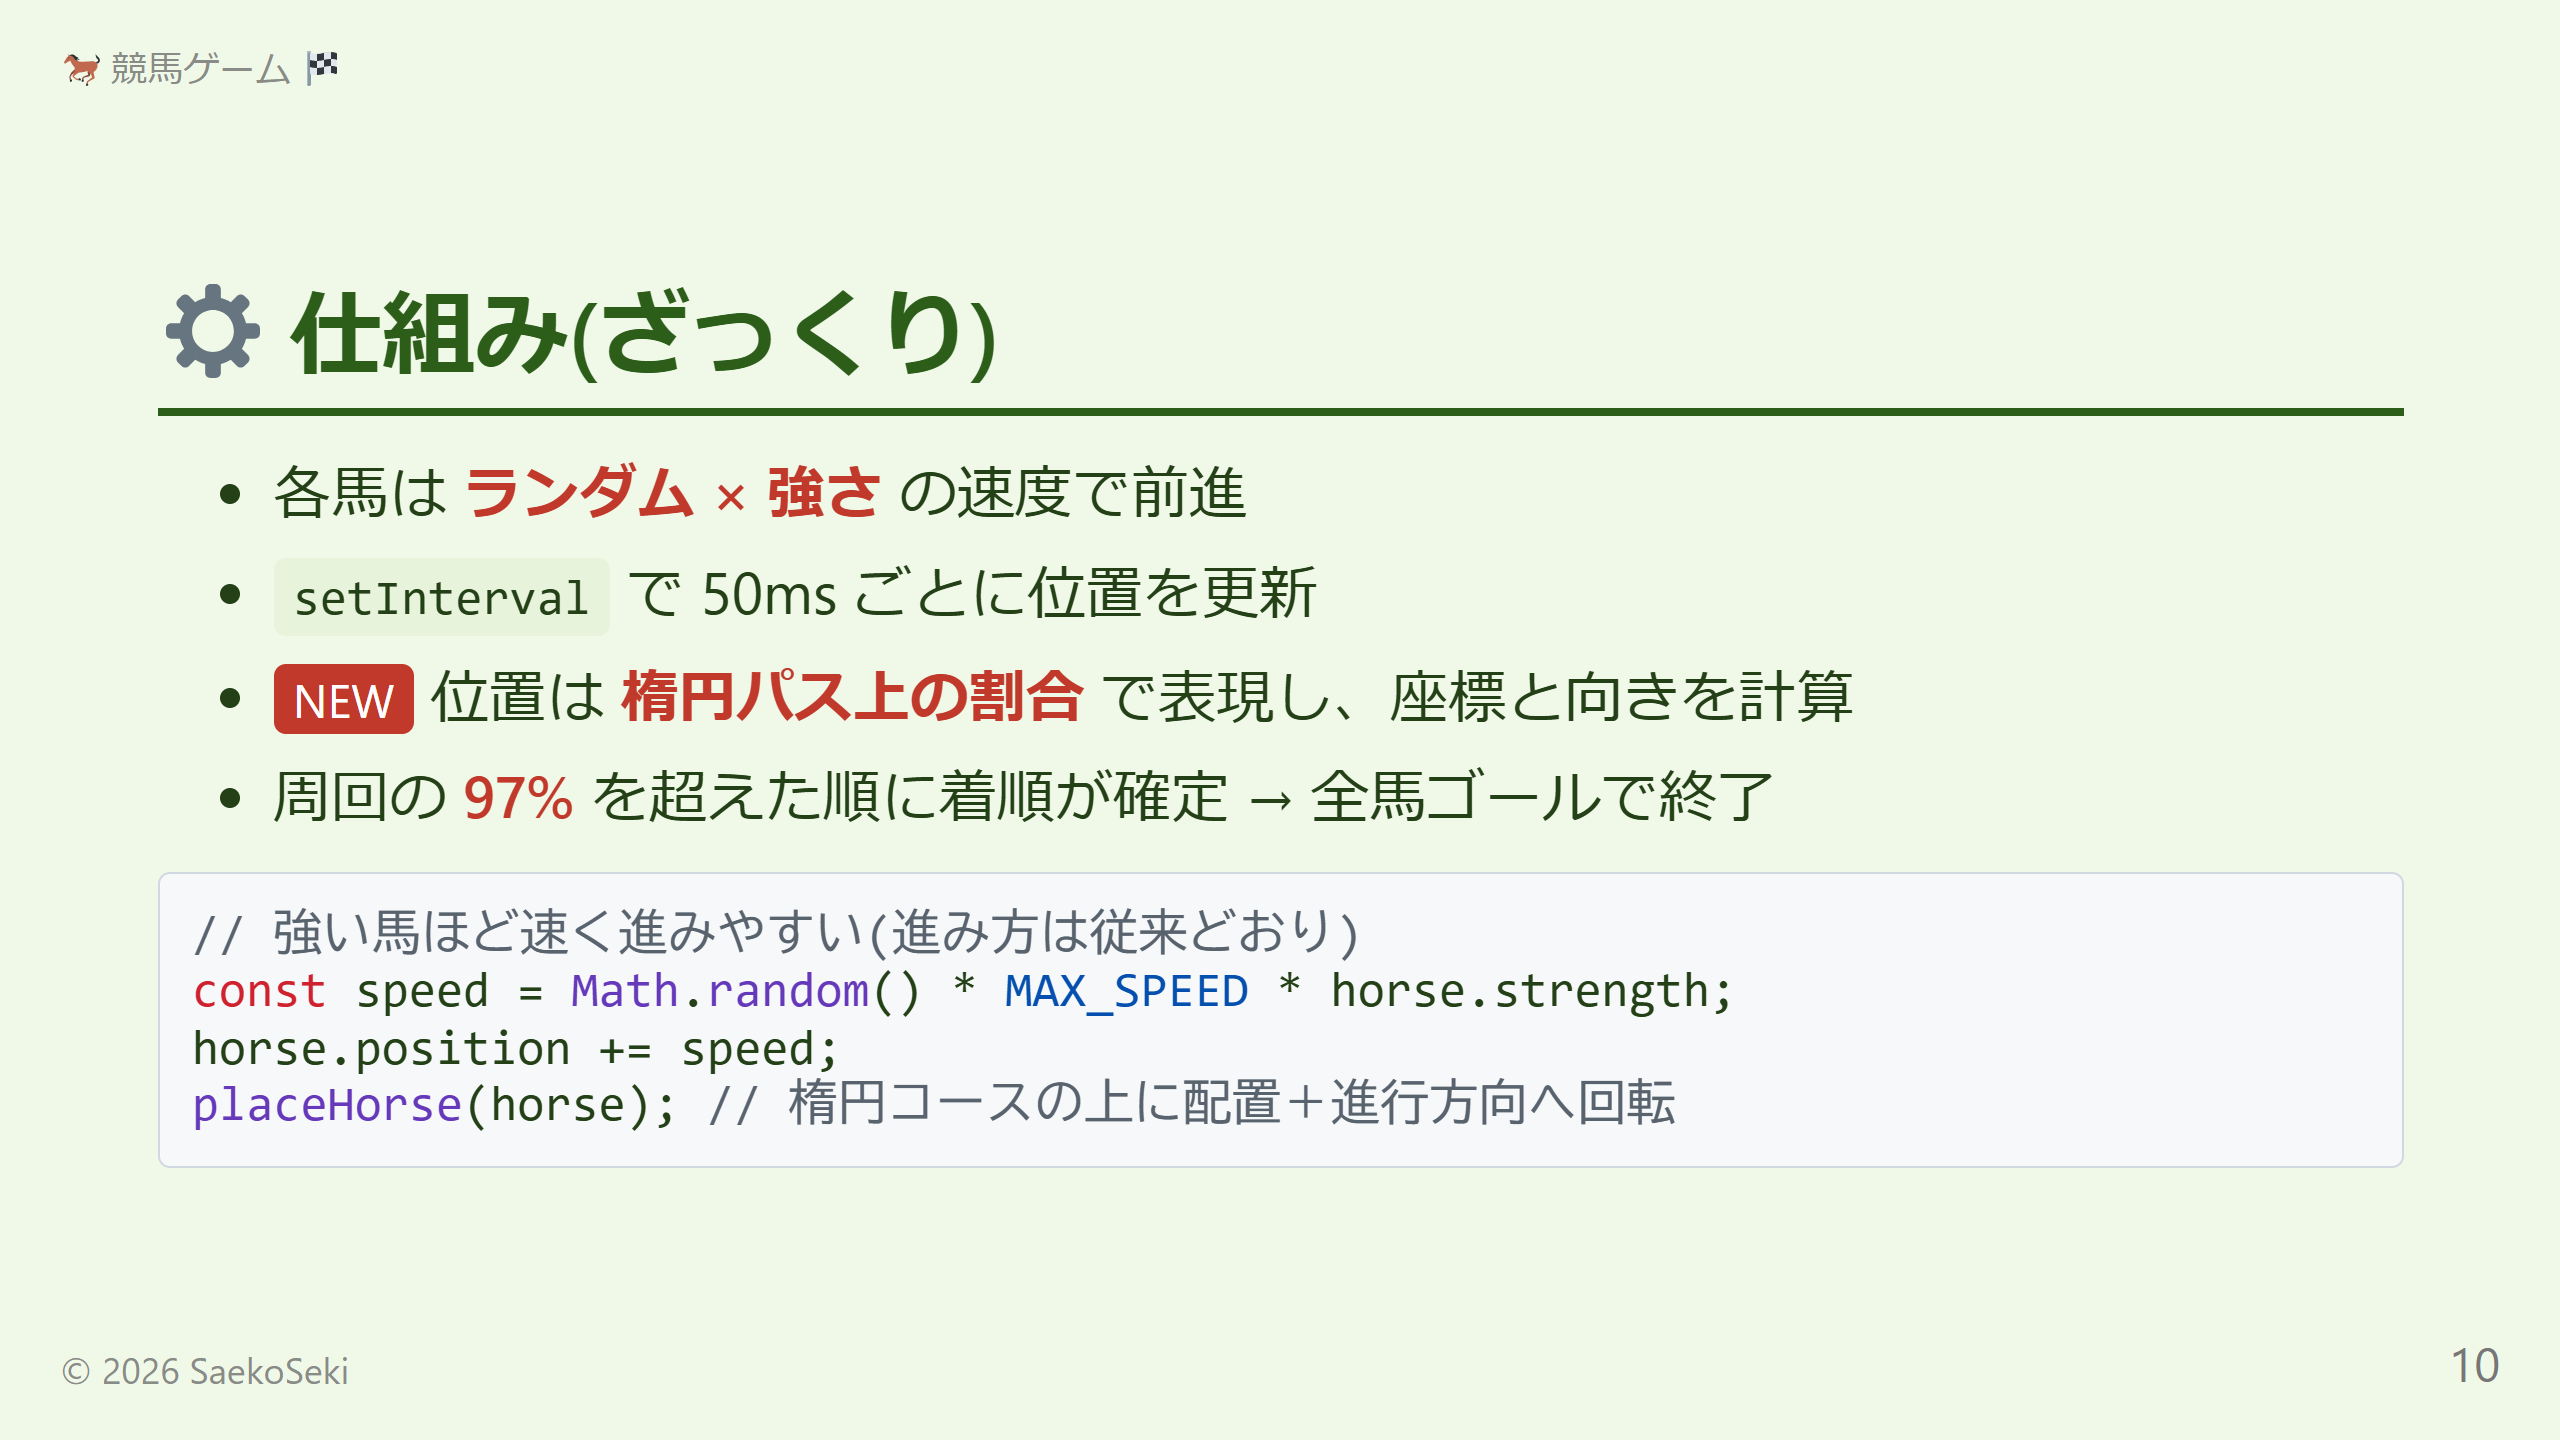 🐎 競馬ゲーム 🏁
⚙️ 仕組み(ざっくり)
• 各馬は ランダム × 強さ の速度で前進
• setInterval で 50ms ごとに位置を更新
• NEW 位置は 楕円パス上の割合 で表現し、座標と向きを計算
• 周回の 97% を超えた順に着順が確定 → 全馬ゴールで終了
// 強い馬ほど速く進みやすい(進み方は従来どおり)
const speed = Math.random() * MAX_SPEED * horse.strength;
horse.position += speed;
placeHorse(horse); // 楕円コースの上に配置＋進行方向へ回転
© 2026 SaekoSeki
10